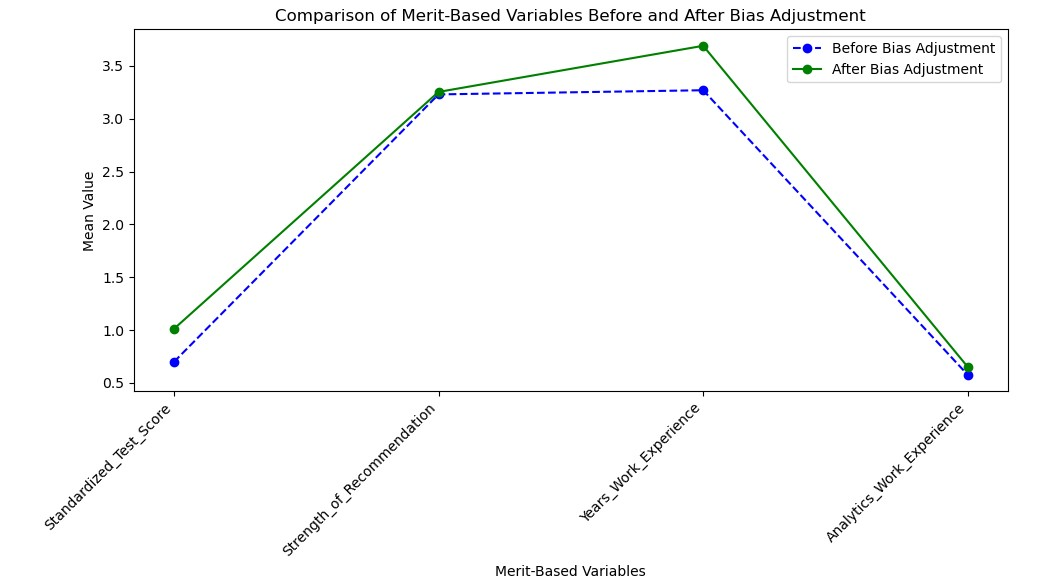 Comparison of Merit-Based Variables Before and After Bias Adjustment
Before Bias Adjustment
After Bias Adjustment
Mean Value
3.5
3.0
2.5
2.0
1.5
1.0
0.5
Standardized_Test_Score
Strength_of_Recommendation
Years_Work_Experience
Analytics_Work_Experience
Merit-Based Variables